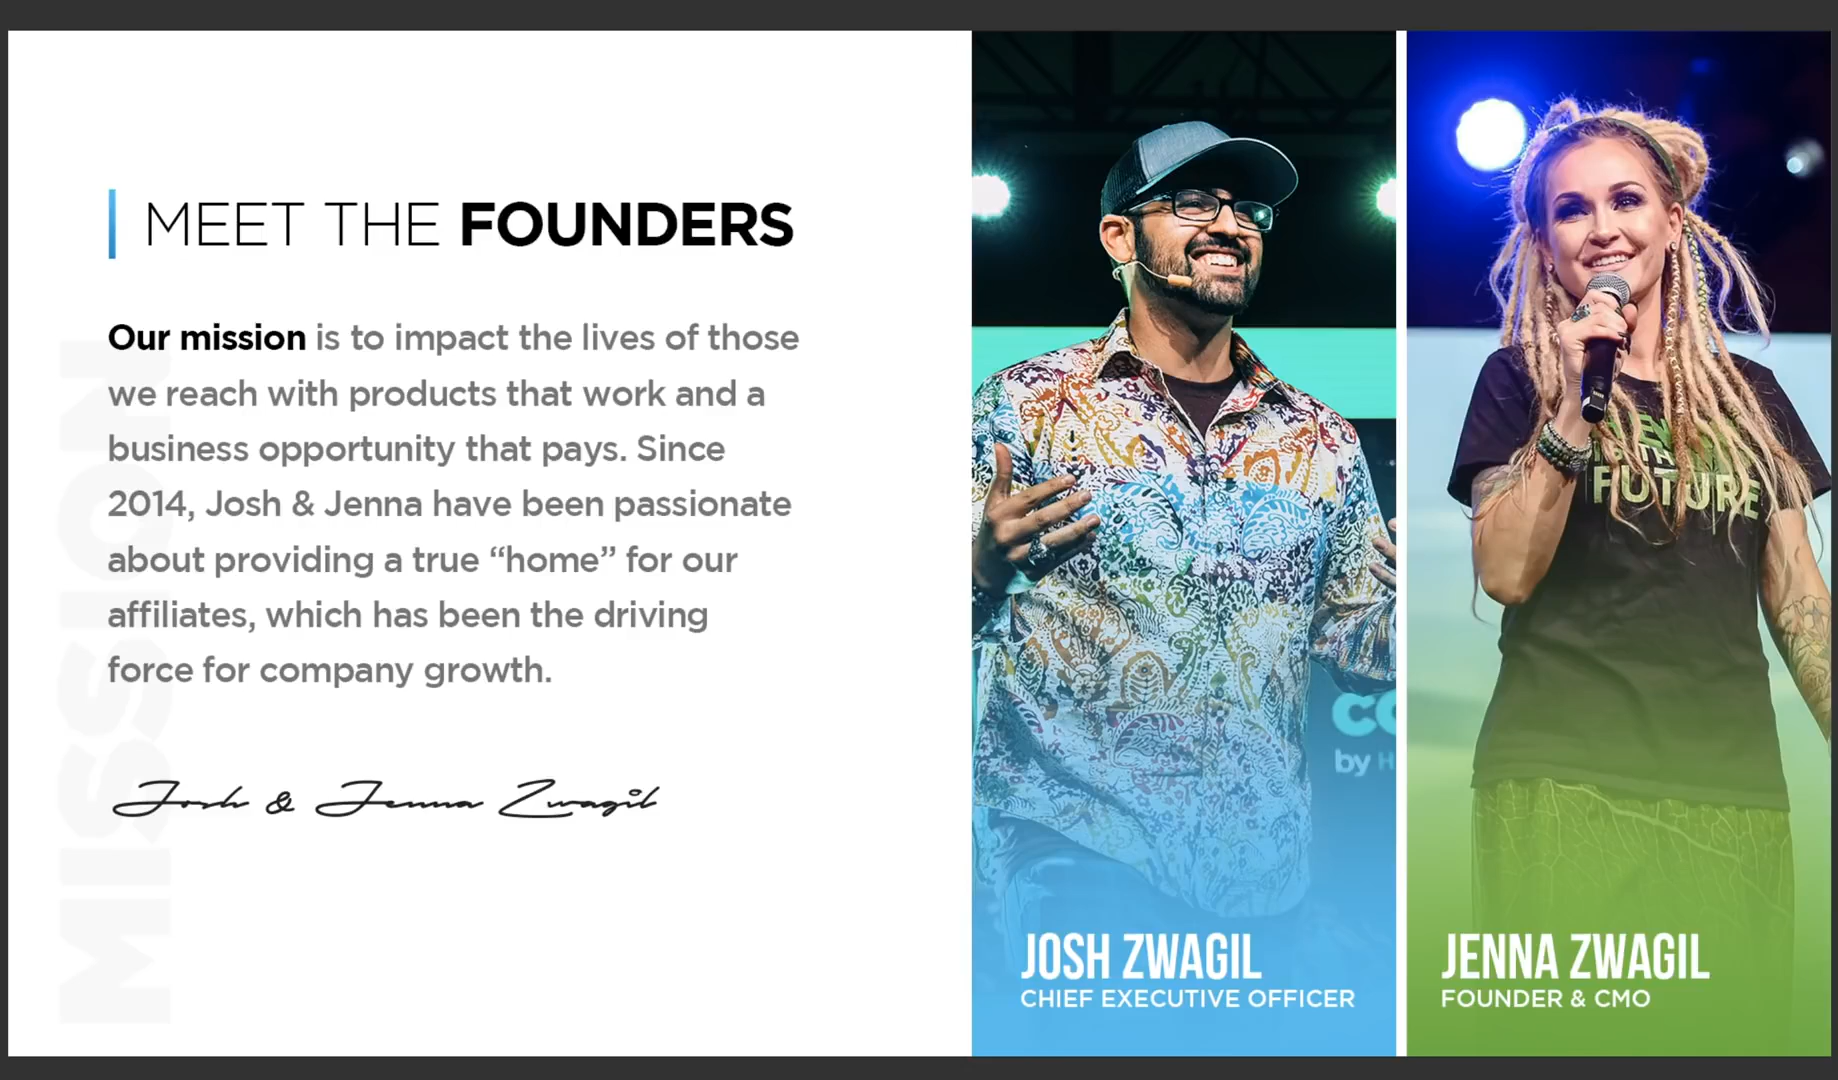 MEET THE FOUNDERS
Our mission is to impact the lives of those
we reach with products that work and a
business opportunity that pays. Since
2014, Josh & Jenna have been passionate
about providing a true “home” for our
affiliates, which has been the driving
force for company growth.
Josh & Jenna Zwagil
MISSION
FUTURE
by H
JOSH ZWAGIL
CHIEF EXECUTIVE OFFICER
JENNA ZWAGIL
FOUNDER & CMO